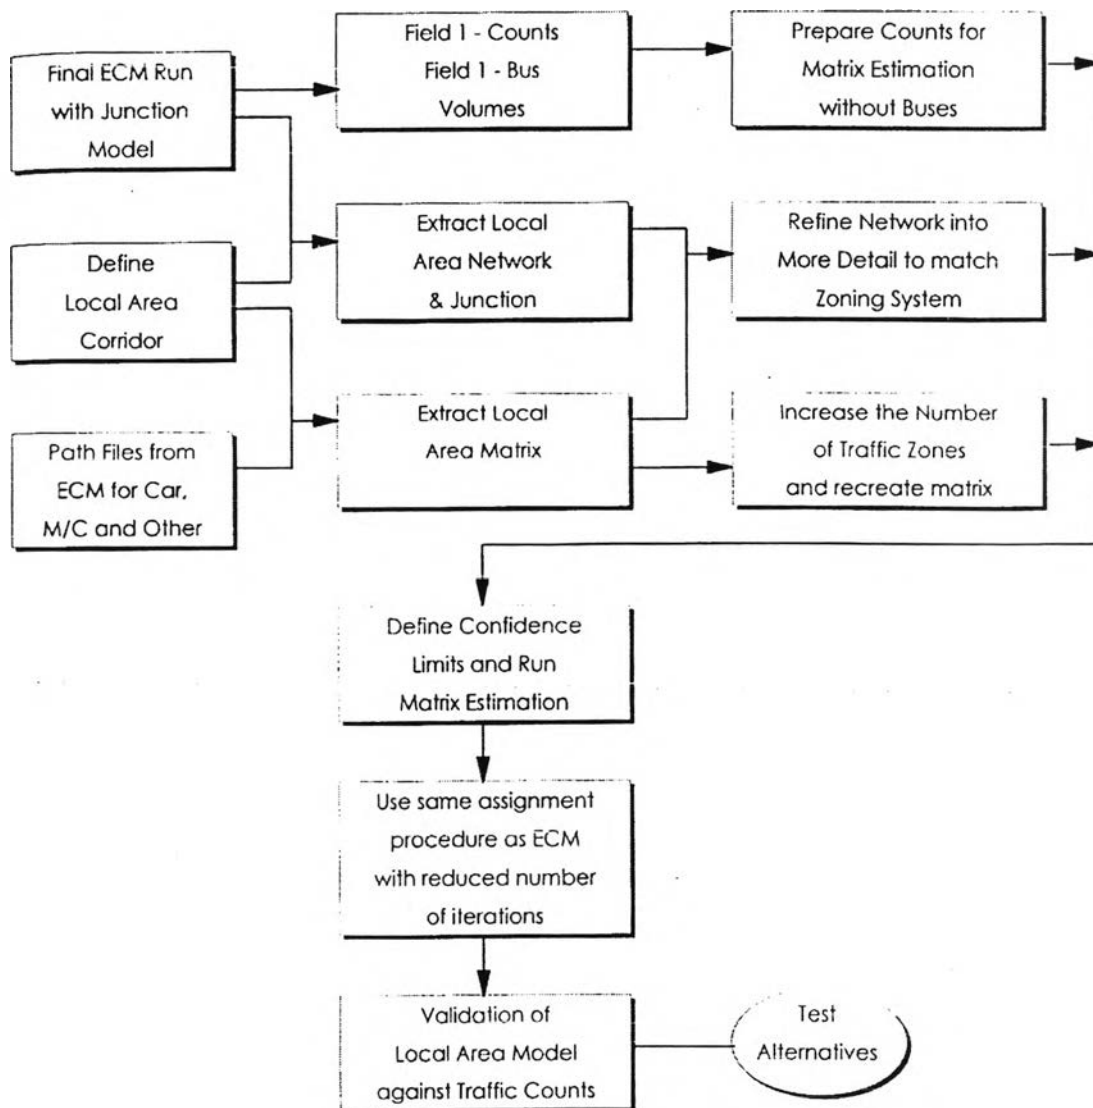 Final ECM Run
with Junction
Model
Field 1 - Counts
Field 1 - Bus
Volumes
Prepare Counts for
Matrix Estimation
without Buses
Define
Local Area
Corridor
Extract Local
Area Network
& Junction
Refine Network into
More Detail to match
Zoning System
Path Files from
ECM for Car,
M/C and Other
Extract Local
Area Matrix
Increase the Number
of Traffic Zones
and recreate matrix
Define Confidence
Limits and Run
Matrix Estimation
Use same assignment
procedure as ECM
with reduced number
of iterations
Validation of
Local Area Model
against Traffic Counts
Test
Alternatives